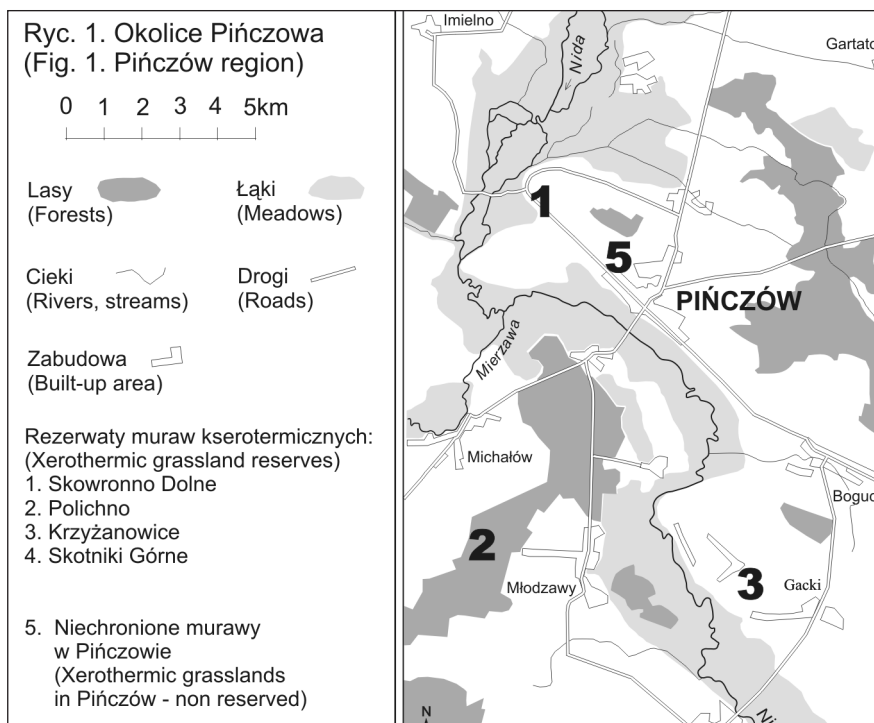 Ryc. 1. Okolice Pińczowa
(Fig. 1. Pińczów region)
0 1 2 3 4 5km
Lasy
(Forests)
Łąki
(Meadows)
Cieki
(Rivers, streams)
Drogi
(Roads)
Zabudowa
(Built-up area)
Rezerwaty muraw kserotermicznych:
(Xerothermic grassland reserves)
1. Skowronno Dolne
2. Polichno
3. Krzyżanowice
4. Skotniki Górne
5. Niechronione murawy
w Pińczowie
(Xerothermic grasslands
in Pińczów - non reserved)
Imielno
Nida
Gartato
1
5
PIŃCZÓW
Mierzawa
Michałów
Boguc
2
Młodzawy
3
Gacki
N
Ni